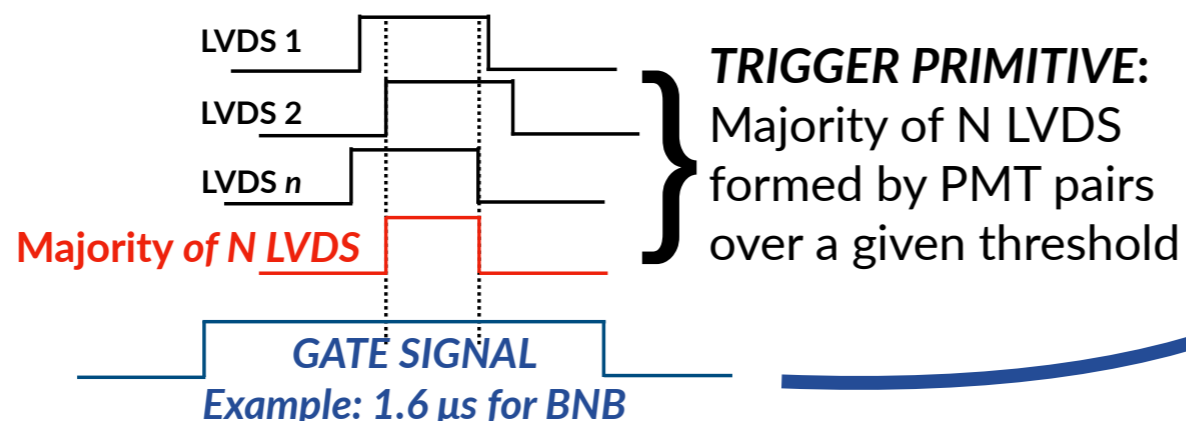 LVDS 1
LVDS 2
LVDS n
Majority of N LVDS
TRIGGER PRIMITIVE:
Majority of N LVDS
formed by PMT pairs
over a given threshold
GATE SIGNAL
Example: 1.6 µs for BNB